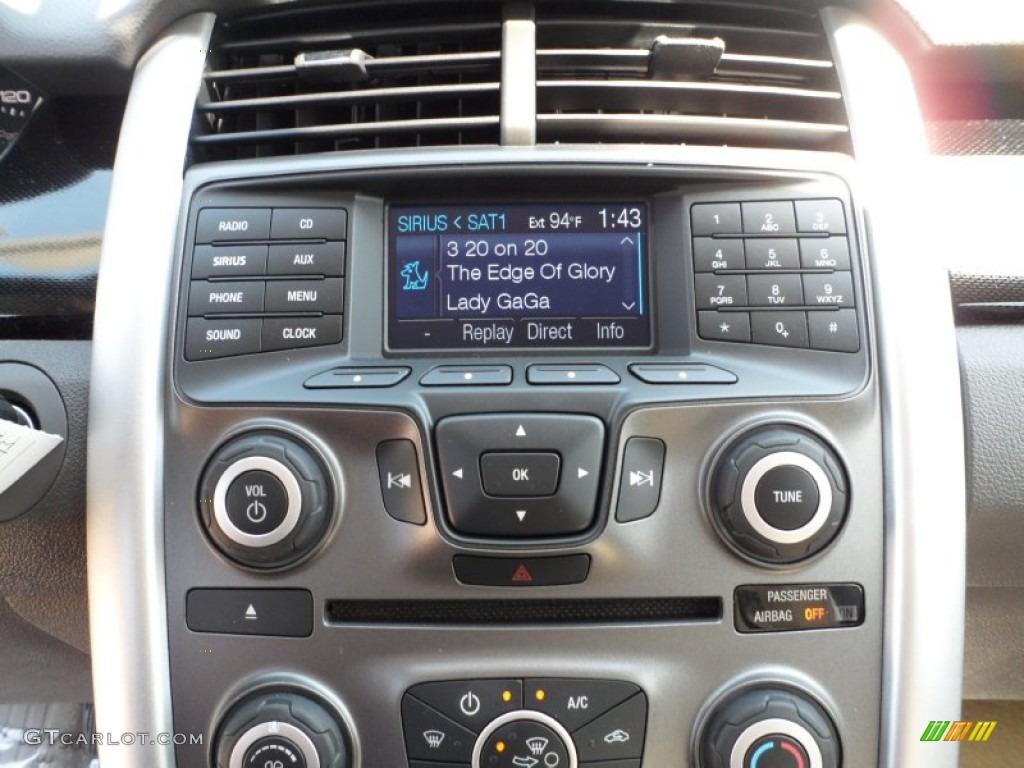 120
SIRIUS < SAT1 Ext 94°F 1:43
3 20 on 20
The Edge Of Glory
Lady GaGa
- Replay Direct Info
RADIO CD
SIRIUS AUX
PHONE MENU
SOUND CLOCK
1 2 ABC 3 DEF
4 GHI 5 JKL 6 MNO
7 PQRS 8 TUV 9 WXYZ
* 0+ #
VOL
OK
TUNE
PASSENGER
AIRBAG OFF ON
A/C
GTCARLOT.COM